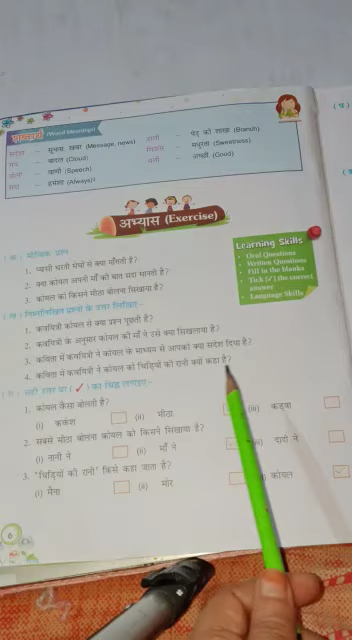 शब्दार्थ (Word Meanings)
संदेशा – सूचना, खबर (Message, news)
मेघ – बादल (Cloud)
बोली – वाणी (Speech)
सदा – हमेशा (Always)
डाली – पेड़ की शाखा (Branch)
मिठास – मधुरता (Sweetness)
भली – अच्छी (Good)
अभ्यास (Exercise)
Learning Skills
• Oral Questions
• Written Questions
• Fill in the blanks
• Tick (✓) the correct answer
• Language Skills
( क ) मौखिक प्रश्न
1. प्यासी धरती मेघों से क्या माँगती है?
2. क्या कोयल अपनी माँ की बात सदा मानती है?
3. कोयल को किसने मीठा बोलना सिखाया है?
( ख ) निम्नलिखित प्रश्नों के उत्तर लिखिए–
1. कवयित्री कोयल से क्या प्रश्न पूछती हैं?
2. कवयित्री के अनुसार कोयल की माँ ने उसे क्या सिखलाया है?
3. कविता में कवयित्री ने कोयल के माध्यम से आपको क्या संदेश दिया है?
4. कविता में कवयित्री ने कोयल को चिड़ियों की रानी क्यों कहा है?
( ग ) सही उत्तर पर ( ✓ ) का चिह्न लगाइए–
1. कोयल कैसा बोलती है?
(i) कर्कश (ii) मीठा (iii) कड़वा
2. सबसे मीठा बोलना कोयल को किसने सिखाया है?
(i) नानी ने (ii) माँ ने (iii) दादी ने
3. "चिड़ियों की रानी" किसे कहा जाता है?
(i) मैना (ii) मोर कोयल
6
( घ )